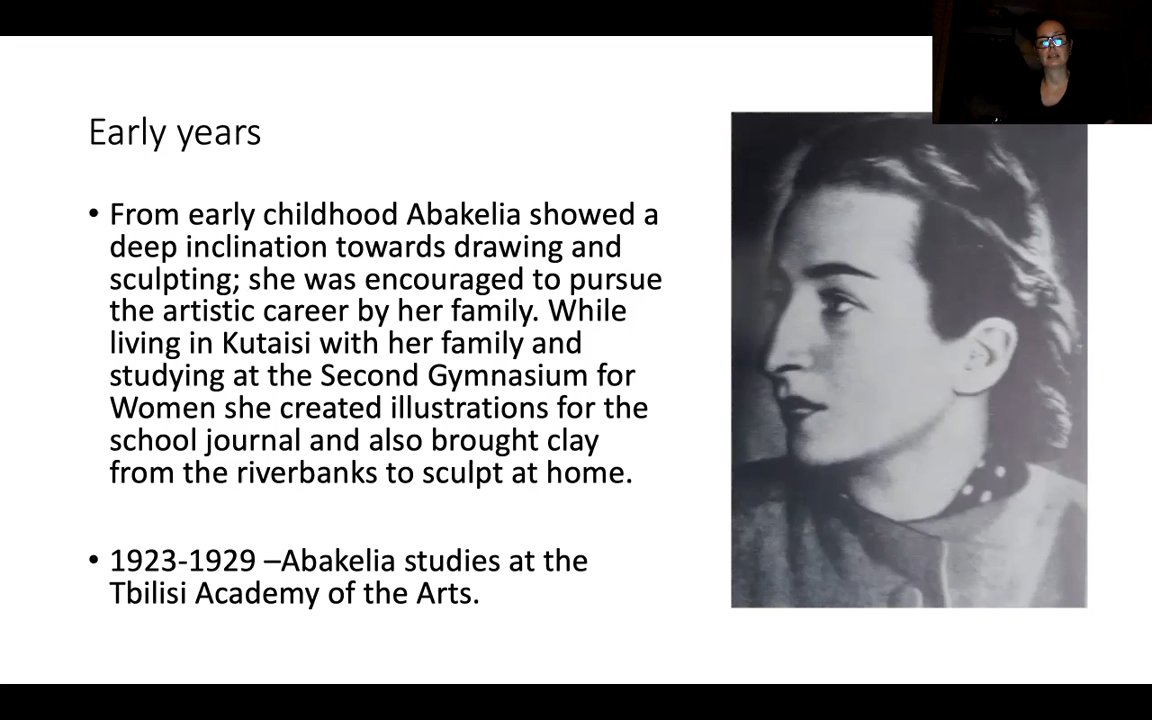 Early years
• From early childhood Abakelia showed a
deep inclination towards drawing and
sculpting; she was encouraged to pursue
the artistic career by her family. While
living in Kutaisi with her family and
studying at the Second Gymnasium for
Women she created illustrations for the
school journal and also brought clay
from the riverbanks to sculpt at home.
• 1923-1929 –Abakelia studies at the
Tbilisi Academy of the Arts.